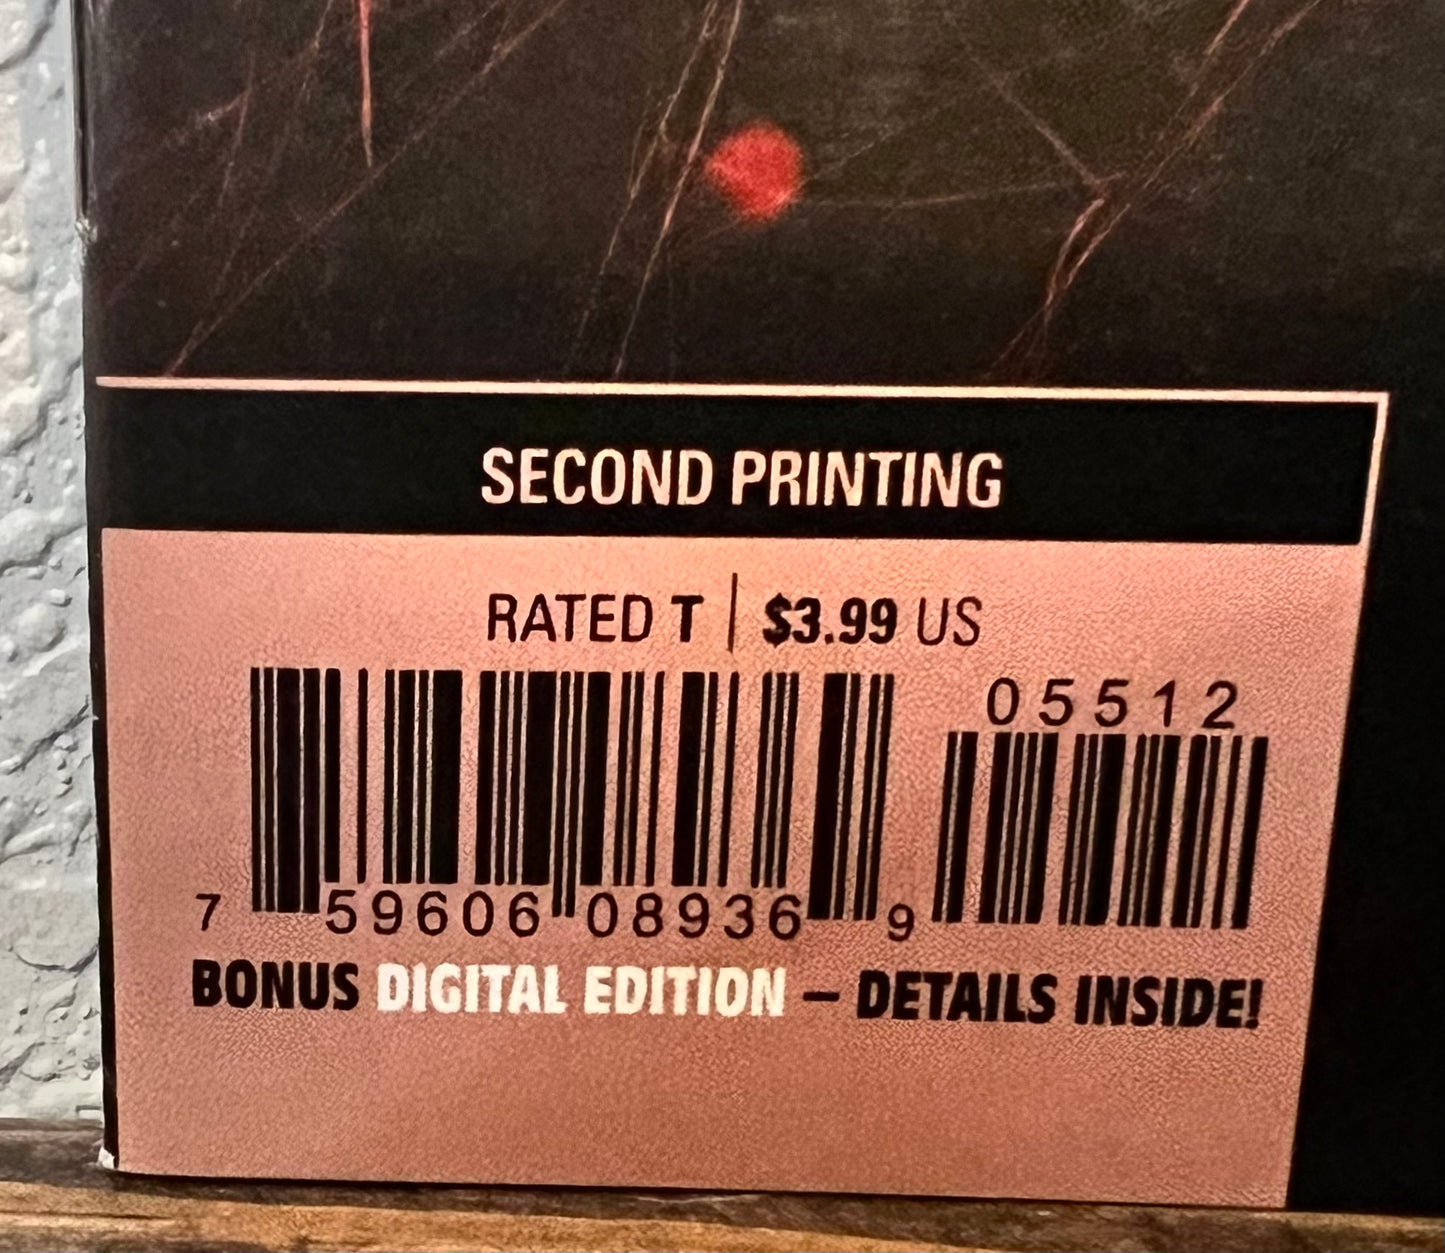 SECOND PRINTING
RATED T | $3.99 US
05512
7 59606 08936 9
BONUS DIGITAL EDITION – DETAILS INSIDE!